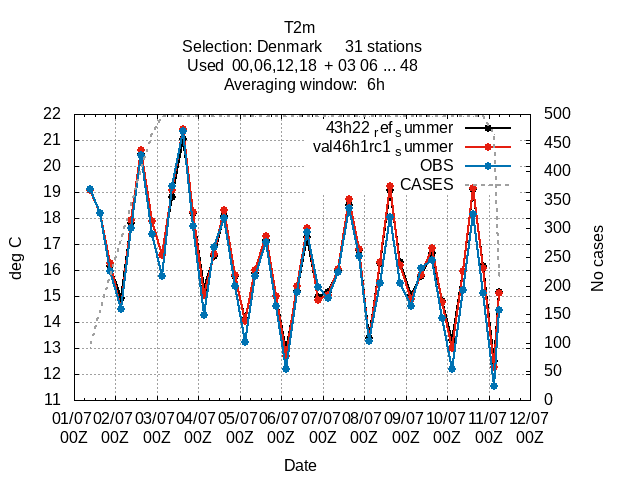 T2m
Selection: Denmark 31 stations
Used 00,06,12,18 + 03 06 ... 48
Averaging window: 6h
22 500
43h22 refsummer
val46h1rc1 summer
OBS
CASES
21 450
20 400
19 350
18 300
17 250
16 200
15 150
14 100
13
12 50
11 0
deg C
No cases
01/07 02/07 03/07 04/07 05/07 06/07 07/07 08/07 09/07 10/07 11/07 12/07
00Z 00Z 00Z 00Z 00Z 00Z 00Z 00Z 00Z 00Z 00Z 00Z
Date